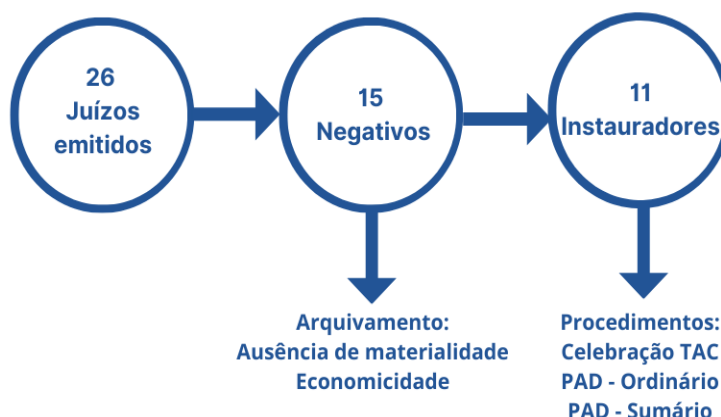 26
Juízos
emitidos
15
Negativos
11
Instauradores
Arquivamento:
Ausência de materialidade
Economicidade
Procedimentos:
Celebração TAC
PAD - Ordinário
PAD - Sumário